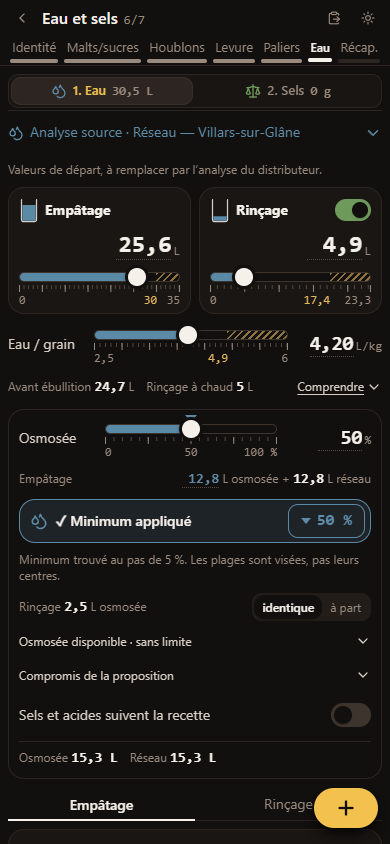 Eau et sels 6/7
Identité Malts/sucres Houblons Levure Paliers Eau Récap.
1. Eau 30,5 L 2. Sels 0 g
Analyse source · Réseau — Villars-sur-Glâne
Valeurs de départ, à remplacer par l'analyse du distributeur.
Empâtage
25,6 L
0 30 35
Rinçage
4,9 L
0 17,4 23,3
Eau / grain
2,5 4,9 6
4,20 L/kg
Avant ébullition 24,7 L Rinçage à chaud 5 L Comprendre
Osmosée
0 50 100 %
50 %
Empâtage 12,8 L osmosée + 12,8 L réseau
✓ Minimum appliqué ▼ 50 %
Minimum trouvé au pas de 5 %. Les plages sont visées, pas leurs
centres.
Rinçage 2,5 L osmosée identique à part
Osmosée disponible · sans limite
Compromis de la proposition
Sels et acides suivent la recette
Osmosée 15,3 L Réseau 15,3 L
Empâtage Rinçage
+